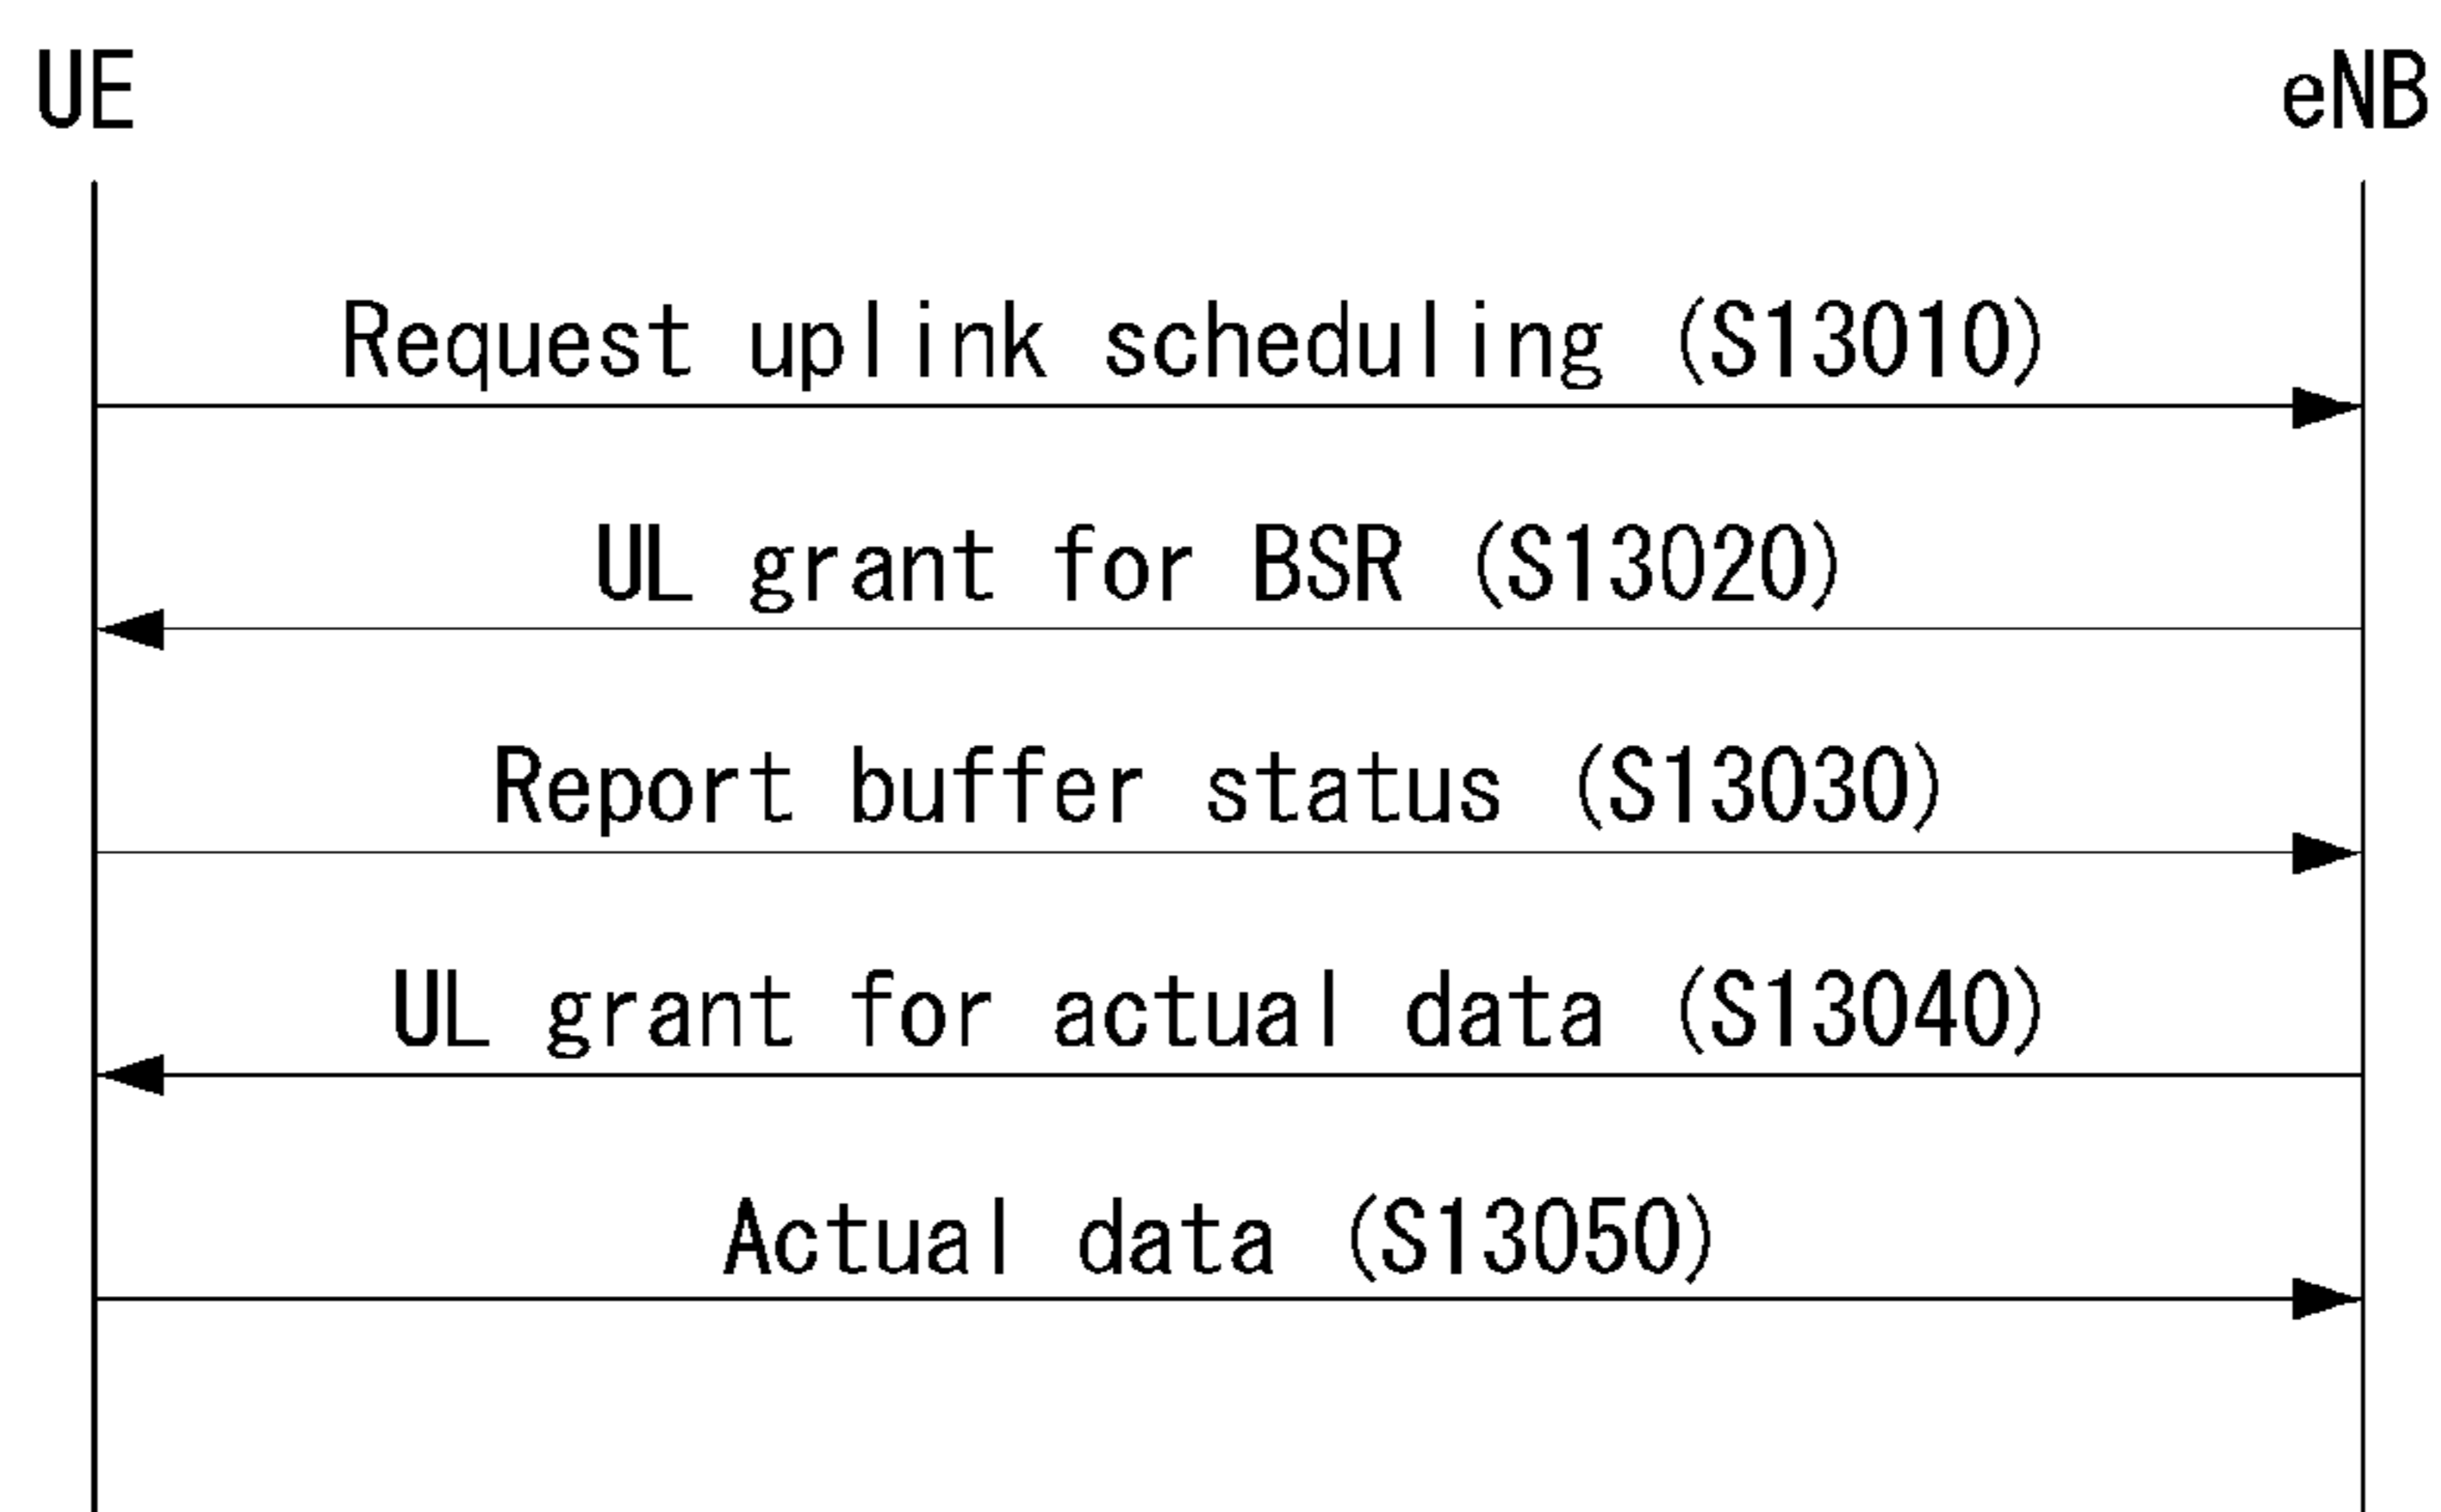 UE eNB
Request uplink scheduling (S13010)
UL grant for BSR (S13020)
Report buffer status (S13030)
UL grant for actual data (S13040)
Actual data (S13050)